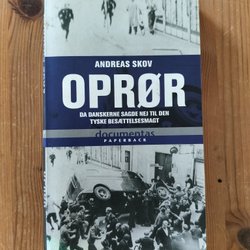 ANDREAS SKOV
OPRØR
DA DANSKERNE SAGDE NEJ TIL DEN
TYSKE BESÆTTELSESMAGT
documentas
PAPERBACK